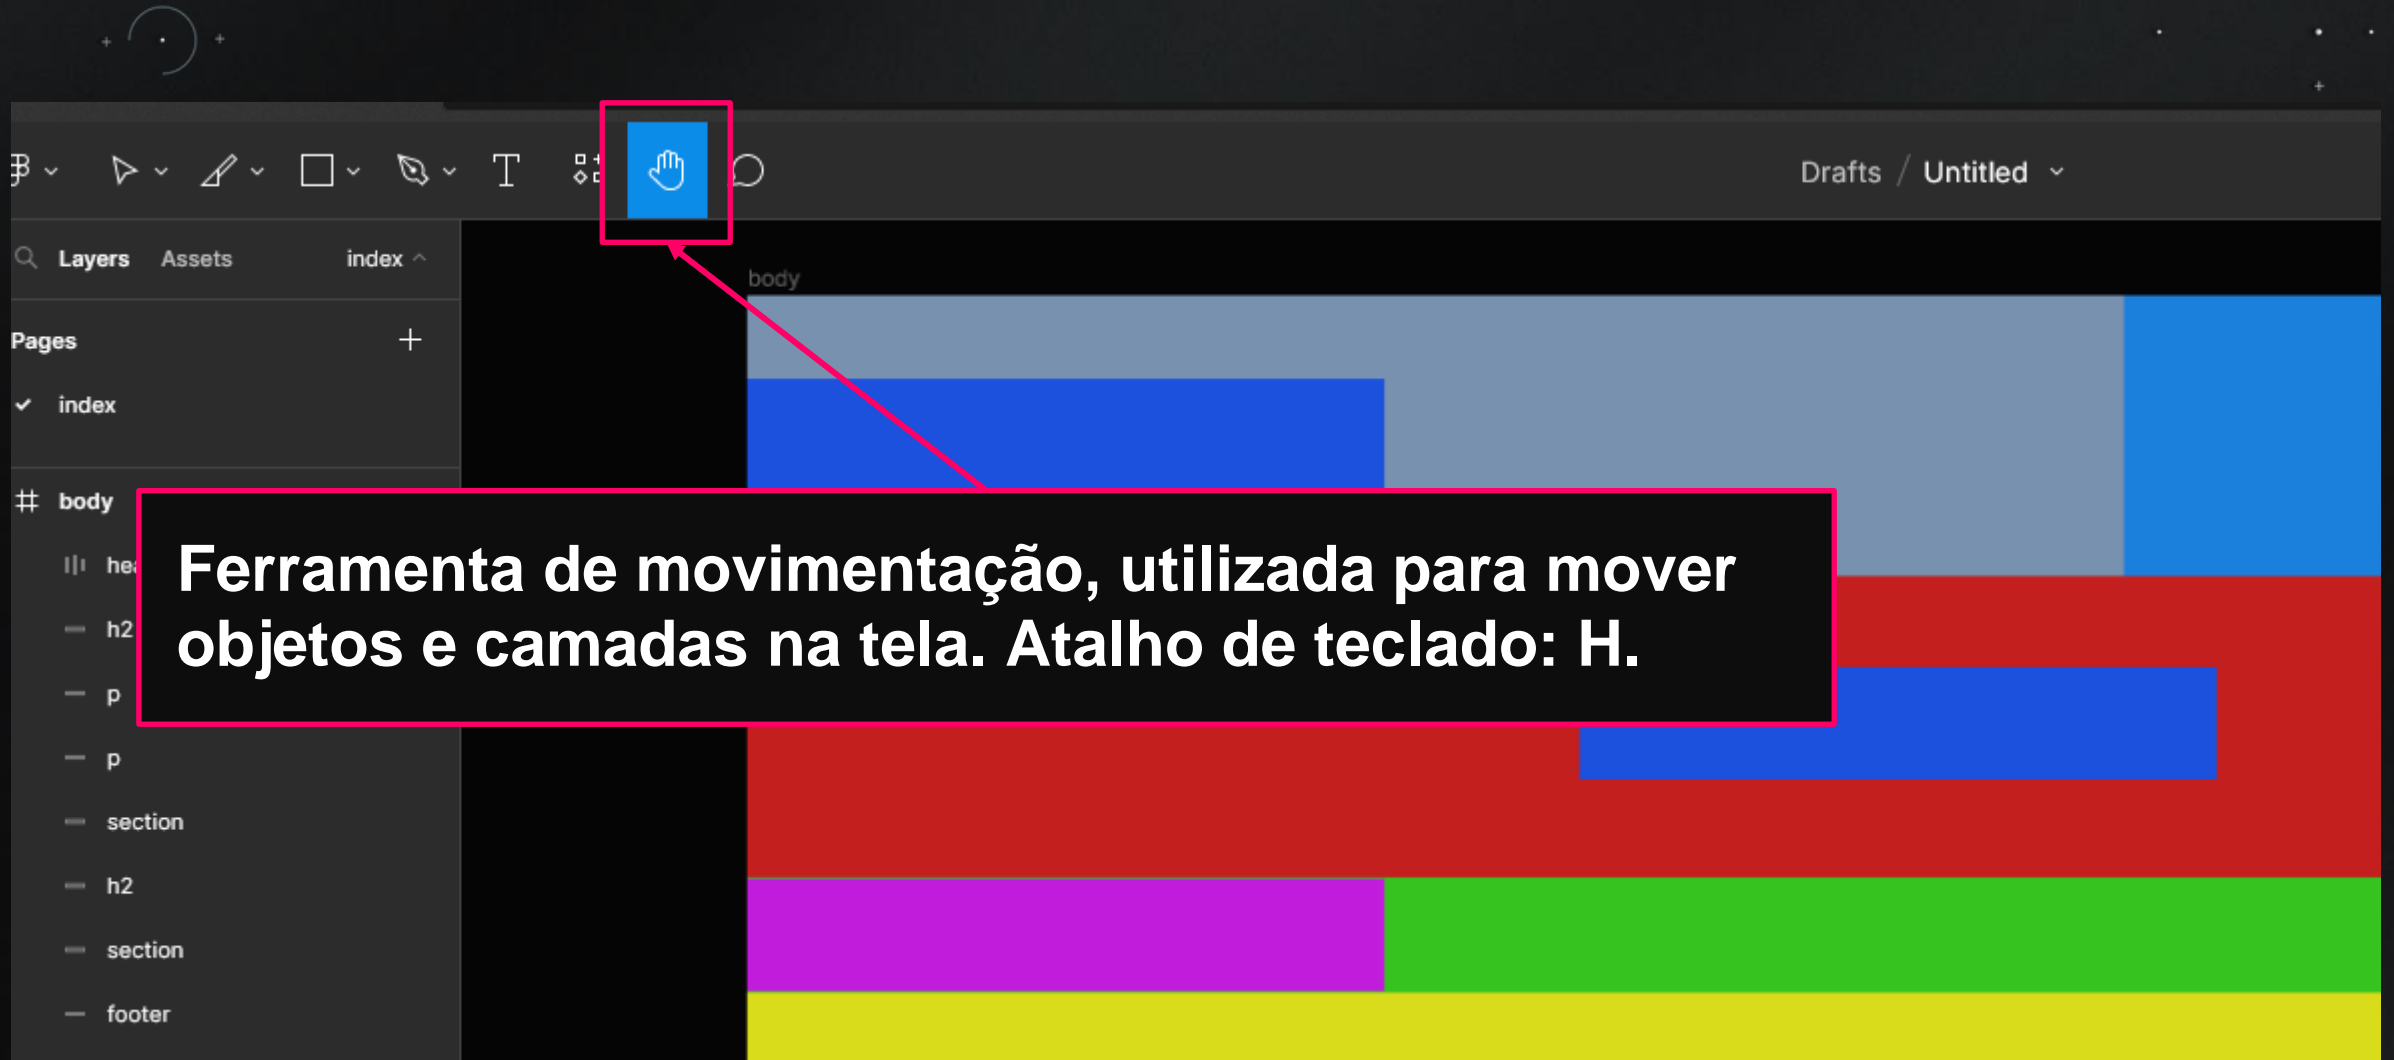 T
Drafts / Untitled
Layers Assets index
body
Pages
index
body
Ferramenta de movimentação, utilizada para mover
objetos e camadas na tela. Atalho de teclado: H.
h2
p
p
section
h2
section
footer